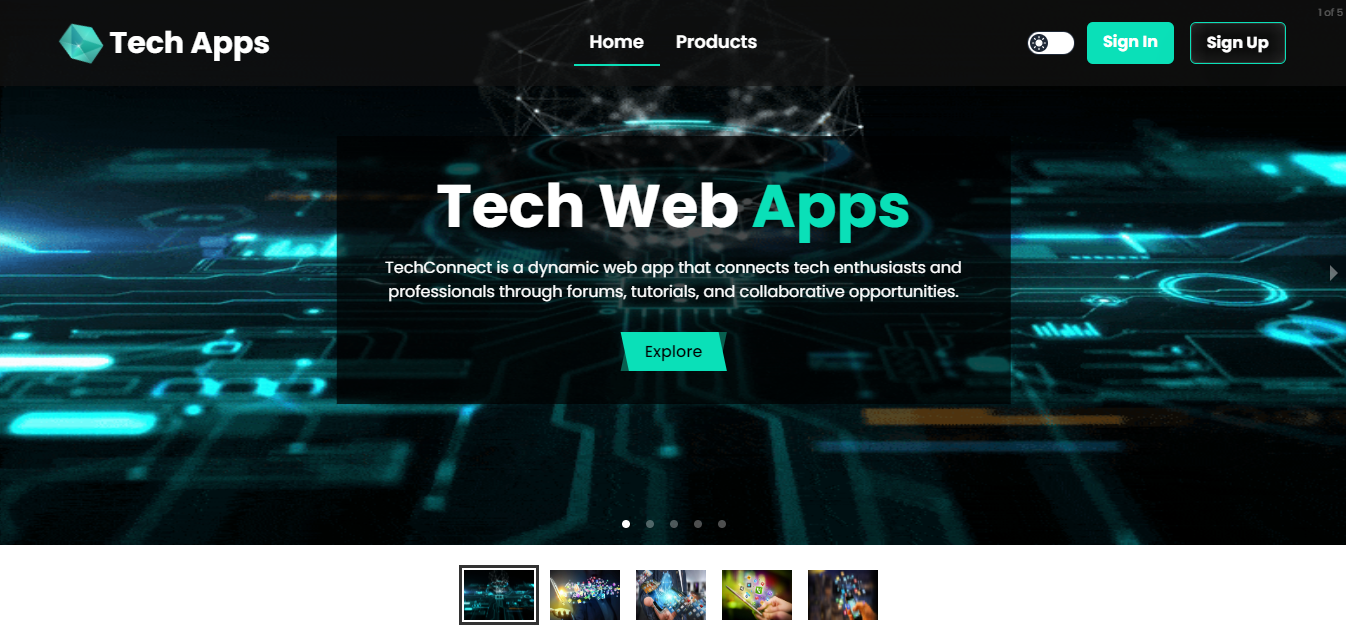 1 of 5
Tech Apps
Home
Products
Sign In
Sign Up
Tech Web Apps
TechConnect is a dynamic web app that connects tech enthusiasts and
professionals through forums, tutorials, and collaborative opportunities.
Explore